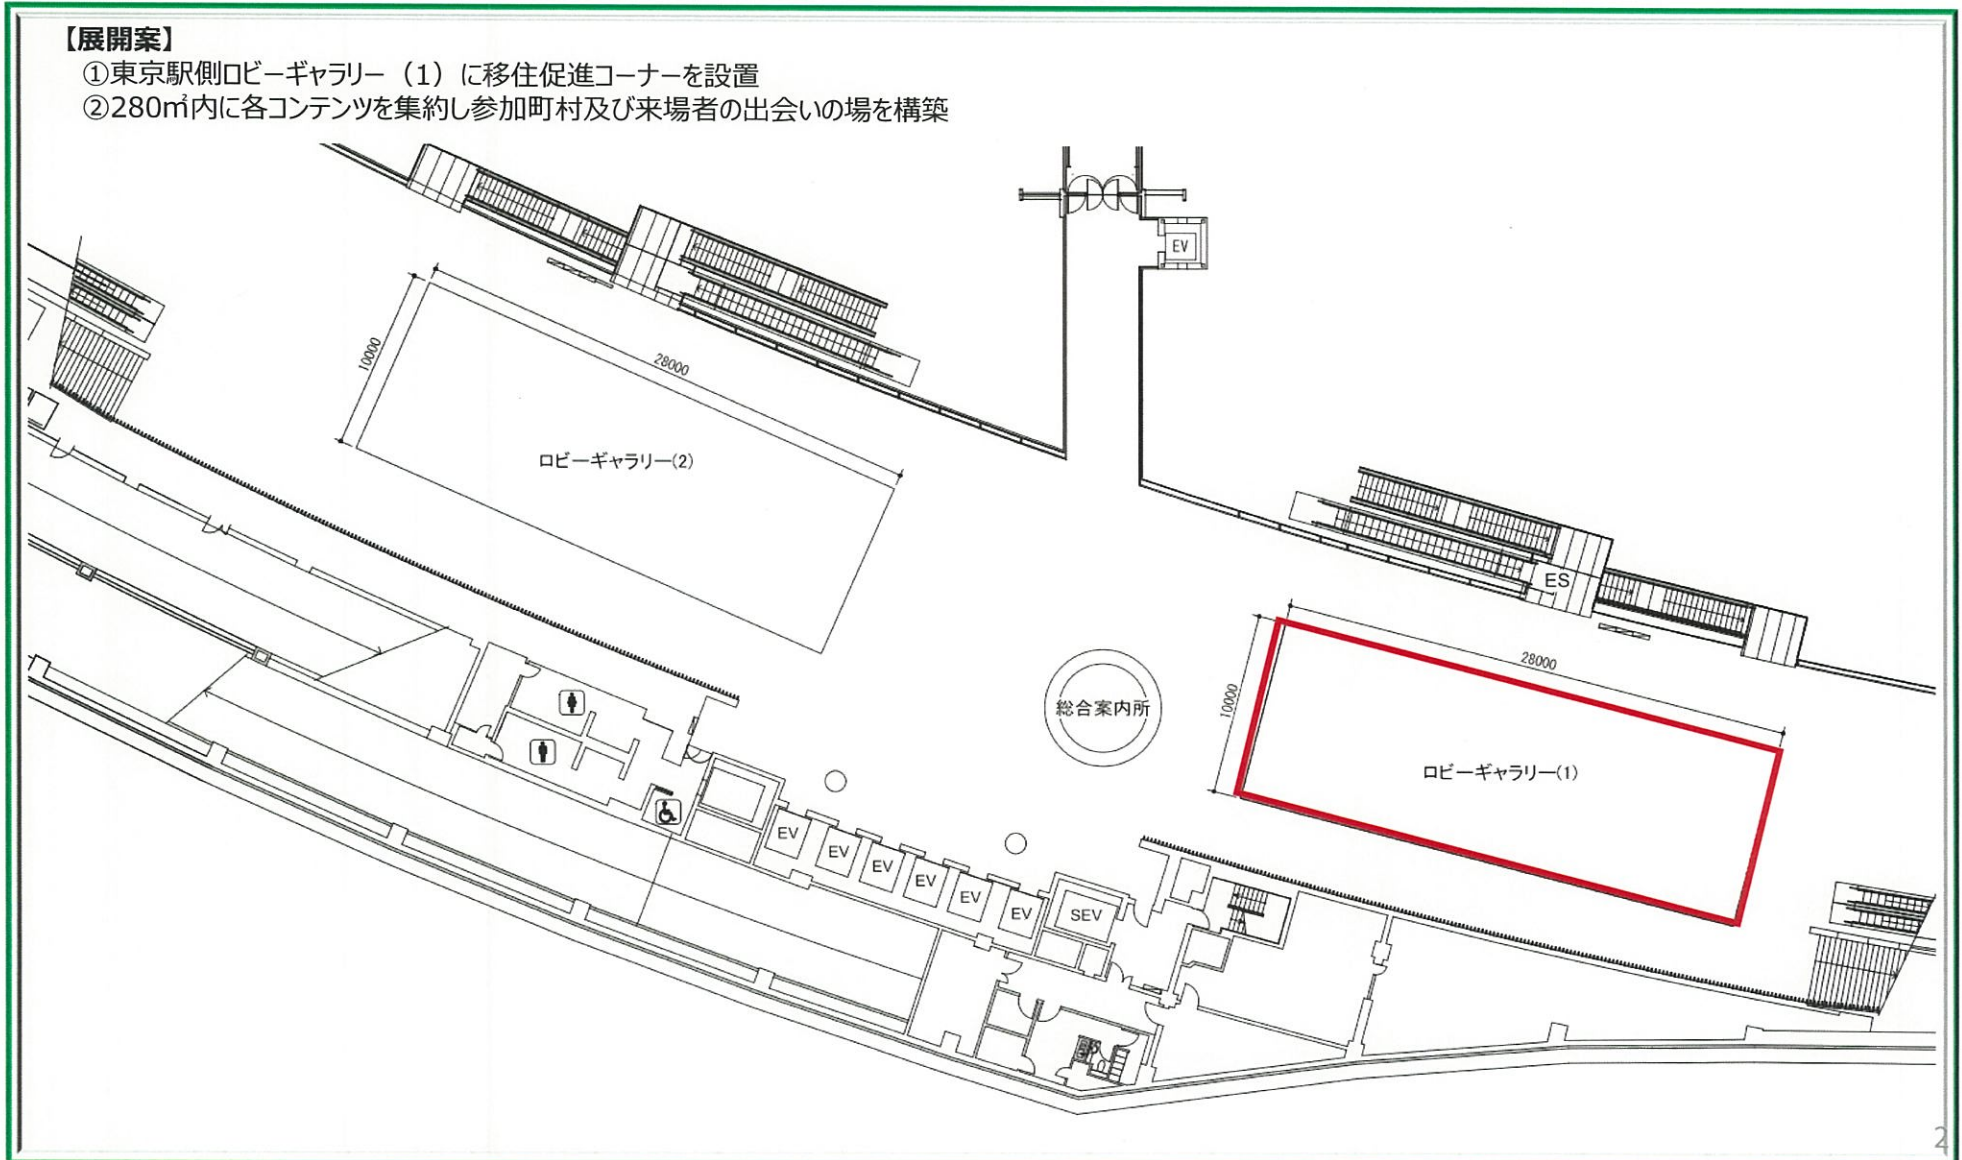 【展開案】
①東京駅側ロビーギャラリー（1）に移住促進コーナーを設置
②280㎡内に各コンテンツを集約し参加町村及び来場者の出会いの場を構築
EV
10000
28000
ロビーギャラリー(2)
ES
10000
28000
総合案内所
ロビーギャラリー(1)
EV
EV
EV
EV
EV
EV
SEV
2